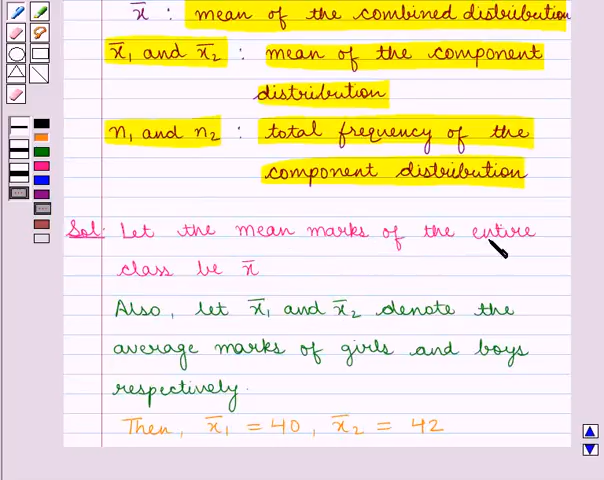 x̄ : mean of the combined distribution
x̄₁ and x̄₂ : mean of the component
distribution
n₁ and n₂ : total frequency of the
component distribution
Sol: Let the mean marks of the entire
class be x̄
Also, let x̄₁ and x̄₂ denote the
average marks of girls and boys
respectively.
Then, x̄₁ = 40, x̄₂ = 42